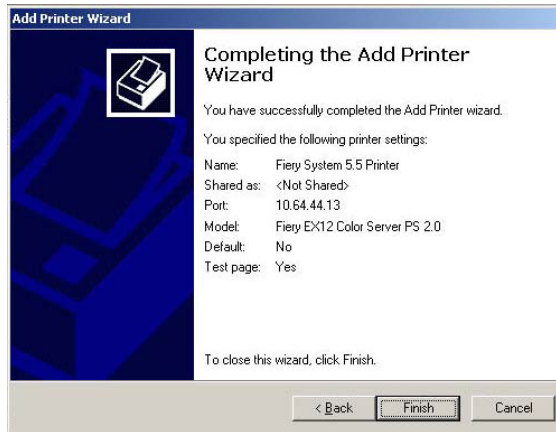 Add Printer Wizard
Completing the Add Printer
Wizard
You have successfully completed the Add Printer wizard.
You specified the following printer settings:
Name: Fiery System 5.5 Printer
Shared as: <Not Shared>
Port: 10.64.44.13
Model: Fiery EX12 Color Server PS 2.0
Default: No
Test page: Yes
To close this wizard, click Finish.
< Back Finish Cancel